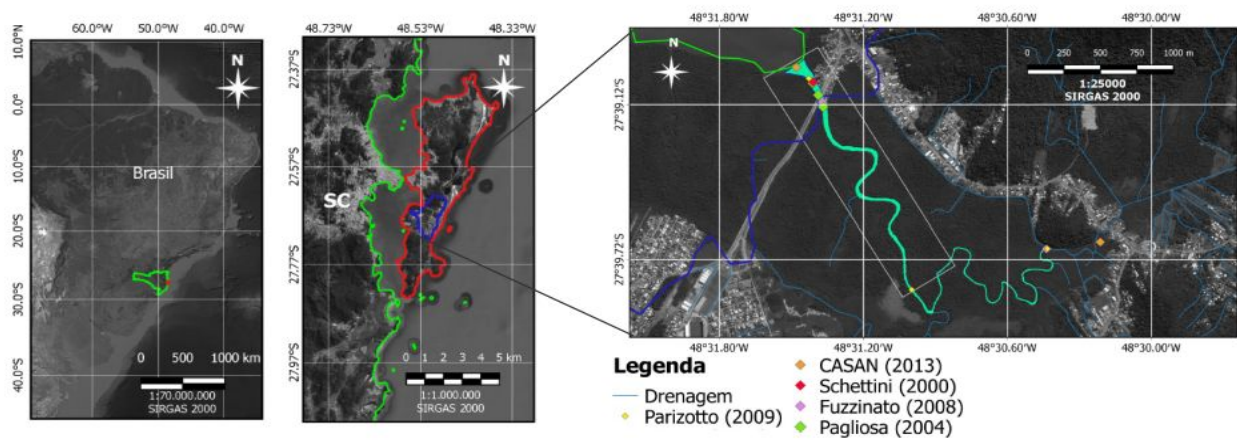 60.0°W 50.0°W 40.0°W
10.0°N
0.0°
10.0°S
20.0°S
30.0°S
40.0°S
N
Brasil
0 500 1000 km
1:70.000.000
SIRGAS 2000
48.73°W 48.53°W 48.33°W
27.37°S
27.57°S
27.77°S
27.97°S
N
SC
0 1 2 3 4 5 km
1:1.000.000
SIRGAS 2000
48°31.80'W 48°31.20'W 48°30.60'W 48°30.00'W
27°39.12'S
27°39.72'S
N
0 250 500 750 1000 m
1:25000
SIRGAS 2000
48°31.80'W 48°31.20'W 48°30.60'W 48°30.00'W
Legenda
Drenagem
Parizotto (2009)
CASAN (2013)
Schettini (2000)
Fuzzinato (2008)
Pagliosa (2004)